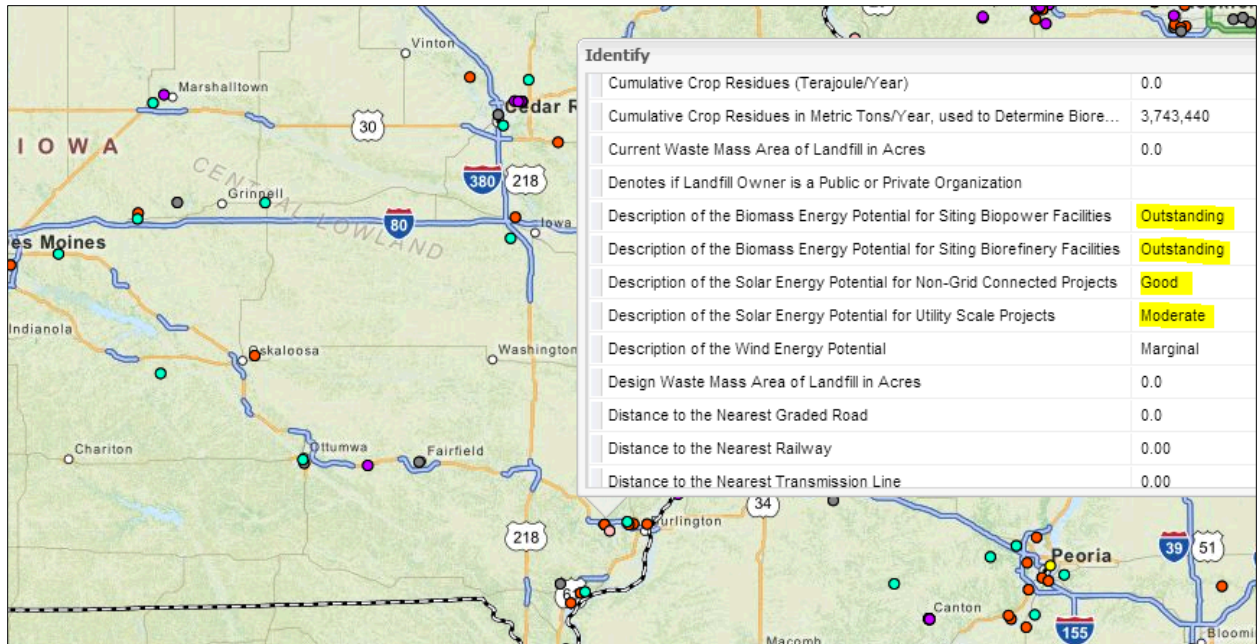 Vinton
Marshalltown
Cedar R
30
IOWA
CENTRAL LOWLAND
380
218
Grinnell
80
Iowa
es Moines
Indianola
Oskaloosa
Washington
Chariton
Ottumwa
Fairfield
218
Burlington
34
39
51
Peoria
Canton
155
Macomb
Bloomi
Identify
Cumulative Crop Residues (Terajoule/Year) 0.0
Cumulative Crop Residues in Metric Tons/Year, used to Determine Biore... 3,743,440
Current Waste Mass Area of Landfill in Acres 0.0
Denotes if Landfill Owner is a Public or Private Organization
Description of the Biomass Energy Potential for Siting Biopower Facilities Outstanding
Description of the Biomass Energy Potential for Siting Biorefinery Facilities Outstanding
Description of the Solar Energy Potential for Non-Grid Connected Projects Good
Description of the Solar Energy Potential for Utility Scale Projects Moderate
Description of the Wind Energy Potential Marginal
Design Waste Mass Area of Landfill in Acres 0.0
Distance to the Nearest Graded Road 0.0
Distance to the Nearest Railway 0.00
Distance to the Nearest Transmission Line 0.00